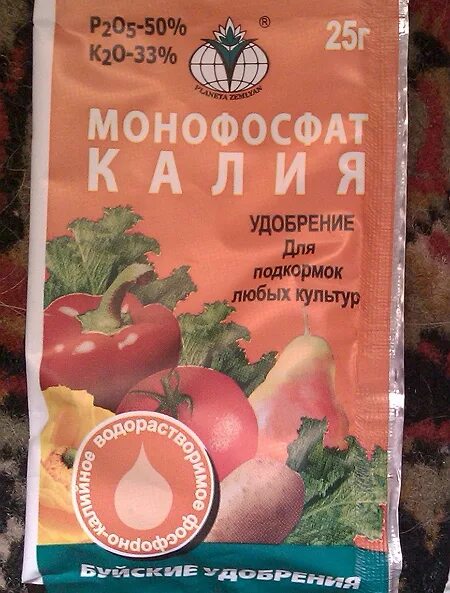 P2O5-50%
K2O-33%
®
25г
PLANETA ZEMLYAN
МОНОФОСФАТ
КАЛИЯ
УДОБРЕНИЕ
Для
подкормок
любых культур
водорастворимое фосфорно-калийное
БУЙСКИЕ УДОБРЕНИЯ